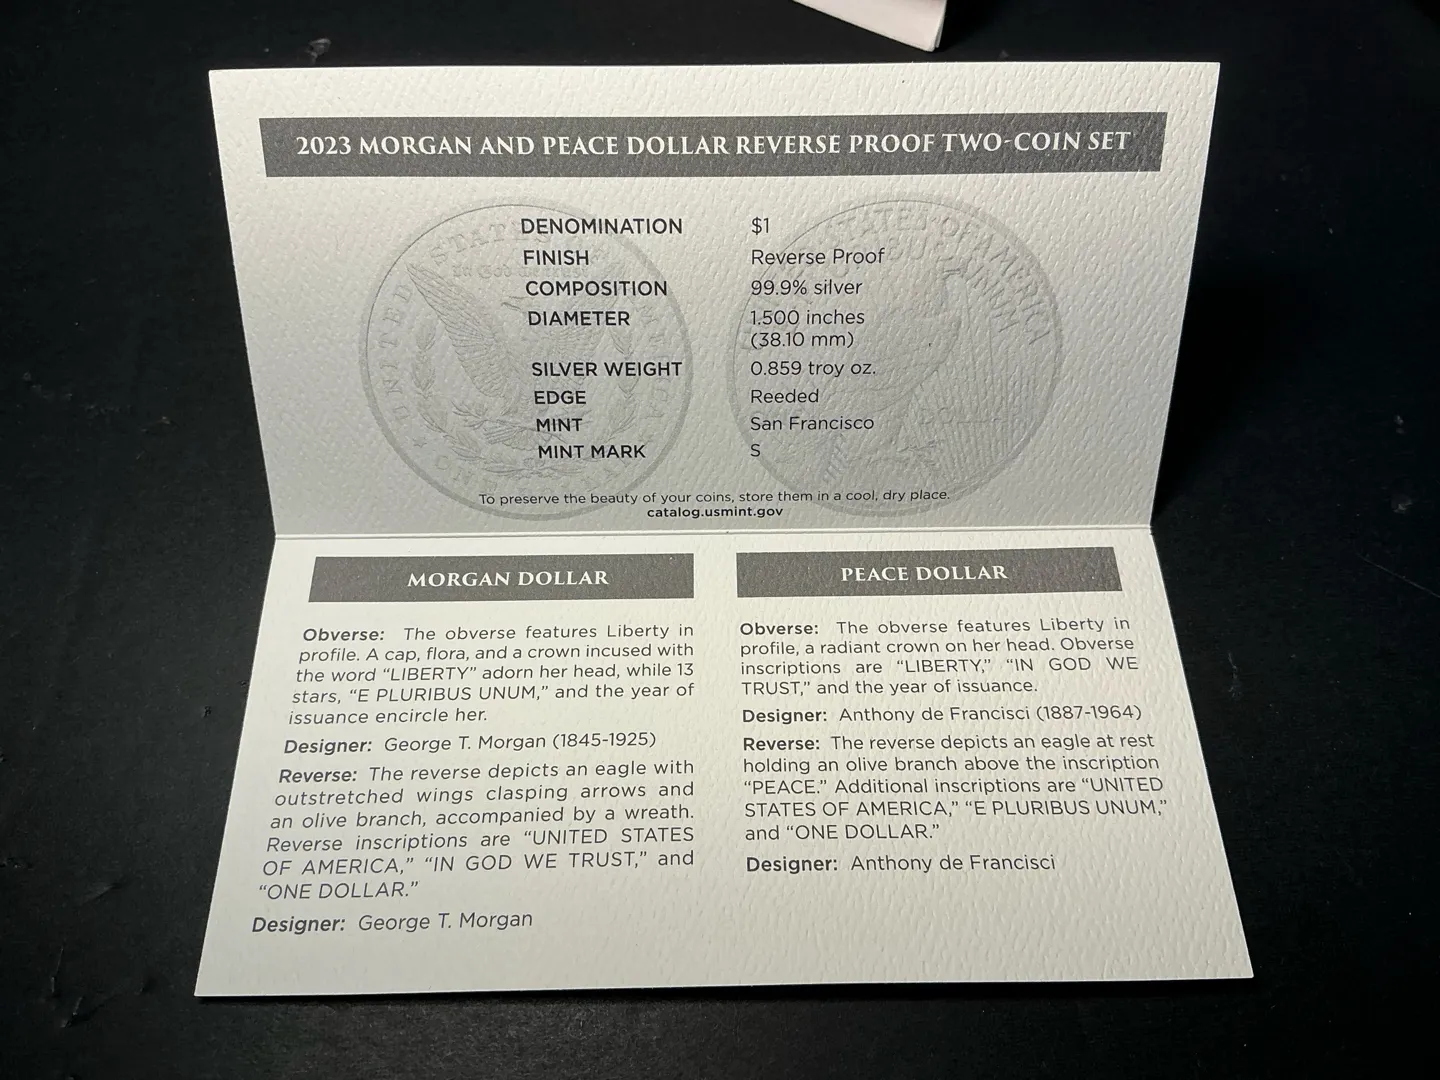 2023 MORGAN AND PEACE DOLLAR REVERSE PROOF TWO-COIN SET
DENOMINATION $1
FINISH Reverse Proof
COMPOSITION 99.9% silver
DIAMETER 1.500 inches
(38.10 mm)
SILVER WEIGHT 0.859 troy oz.
EDGE Reeded
MINT San Francisco
MINT MARK S
To preserve the beauty of your coins, store them in a cool, dry place.
catalog.usmint.gov
MORGAN DOLLAR
Obverse: The obverse features Liberty in
profile. A cap, flora, and a crown incused with
the word “LIBERTY” adorn her head, while 13
stars, “E PLURIBUS UNUM,” and the year of
issuance encircle her.
Designer: George T. Morgan (1845-1925)
Reverse: The reverse depicts an eagle with
outstretched wings clasping arrows and
an olive branch, accompanied by a wreath.
Reverse inscriptions are “UNITED STATES
OF AMERICA,” “IN GOD WE TRUST,” and
“ONE DOLLAR.”
Designer: George T. Morgan
PEACE DOLLAR
Obverse: The obverse features Liberty in
profile, a radiant crown on her head. Obverse
inscriptions are “LIBERTY,” “IN GOD WE
TRUST,” and the year of issuance.
Designer: Anthony de Francisci (1887-1964)
Reverse: The reverse depicts an eagle at rest
holding an olive branch above the inscription
“PEACE.” Additional inscriptions are “UNITED
STATES OF AMERICA,” “E PLURIBUS UNUM,”
and “ONE DOLLAR.”
Designer: Anthony de Francisci